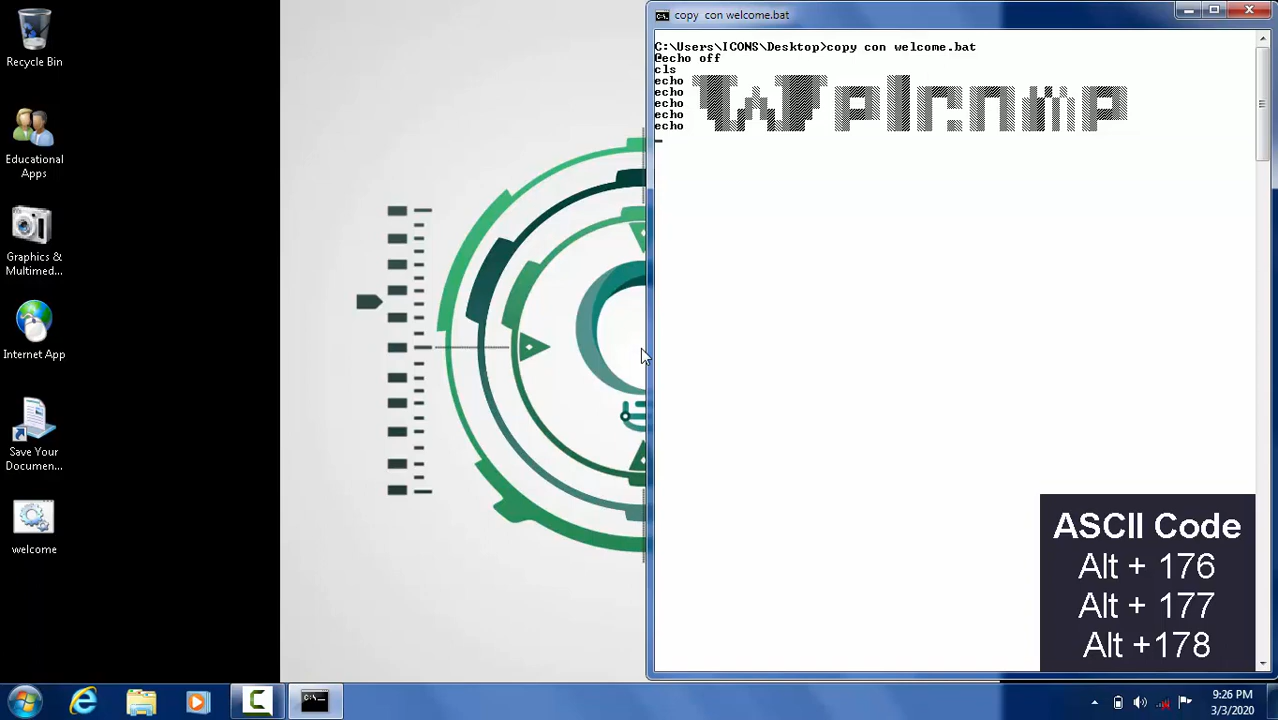 Recycle Bin
Educational
Apps
Graphics &
Multimed...
Internet App
Save Your
Documen...
welcome
copy con welcome.bat
C:\Users\ICONS\Desktop>copy con welcome.bat
@echo off
cls
echo
echo
echo
echo
echo
Welcome
ASCII Code
Alt + 176
Alt + 177
Alt +178
9:26 PM
3/3/2020